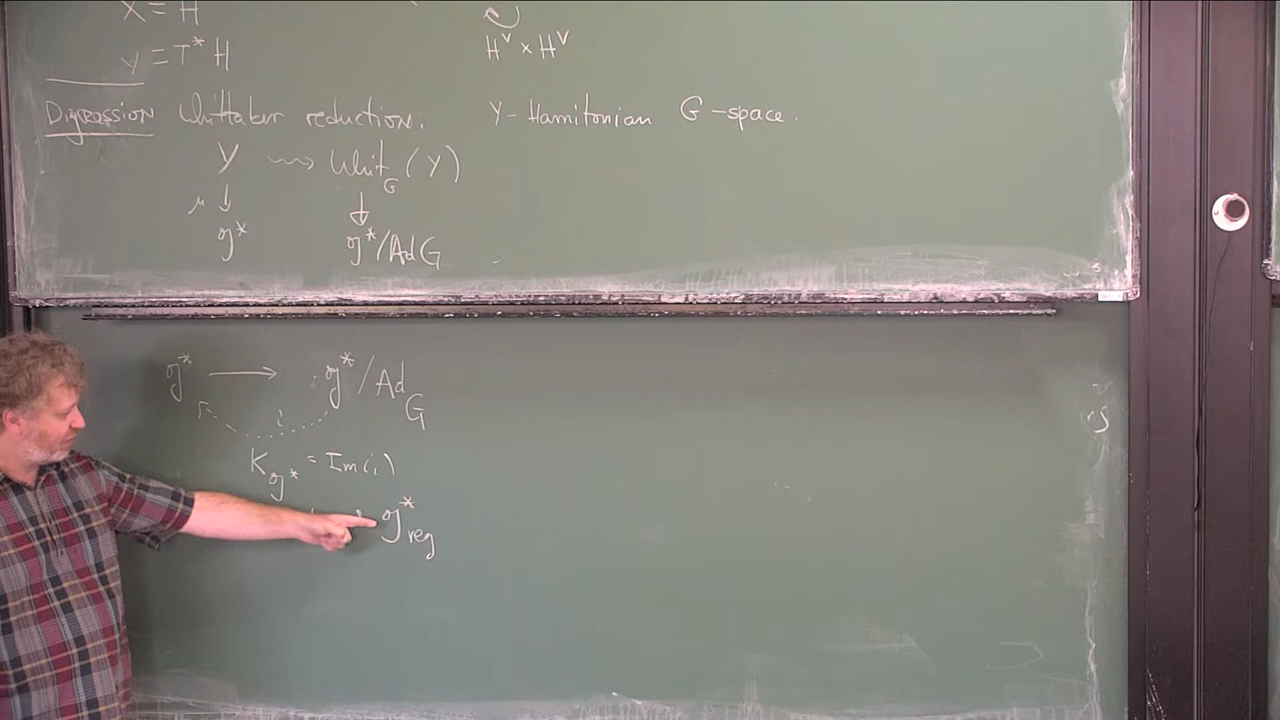 X = H
y = T* H
H^V × H^V
Digression Whittaker reduction. Y - Hamitonian G - space.
Y ⇝ Whit_G (Y)
μ ↓ ↓
𝔤* 𝔤*/Ad G
𝔤* ⟶ 𝔤*/Ad_G
i
K_𝔤* = Im(i)
𝔤*_reg